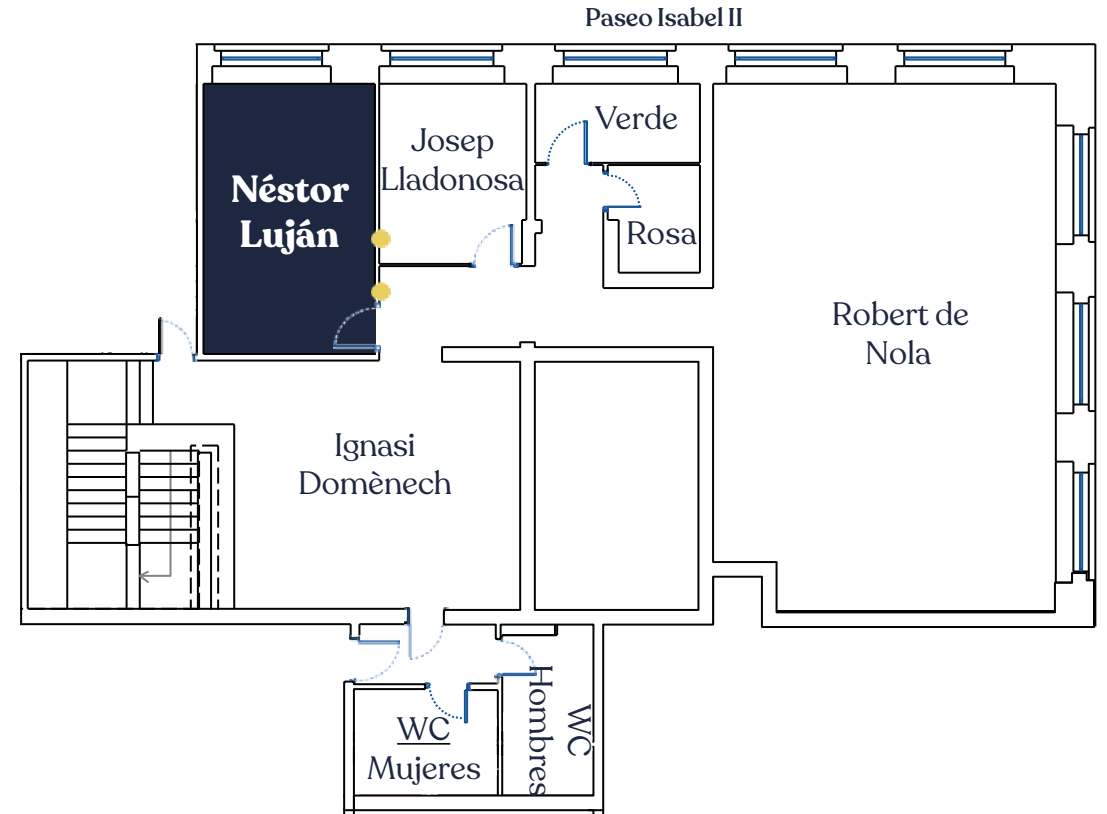 Paseo Isabel II
Néstor
Luján
Josep
Lladonosa
Verde
Rosa
Robert de
Nola
Ignasi
Domènech
WC
Mujeres
WC
Hombres